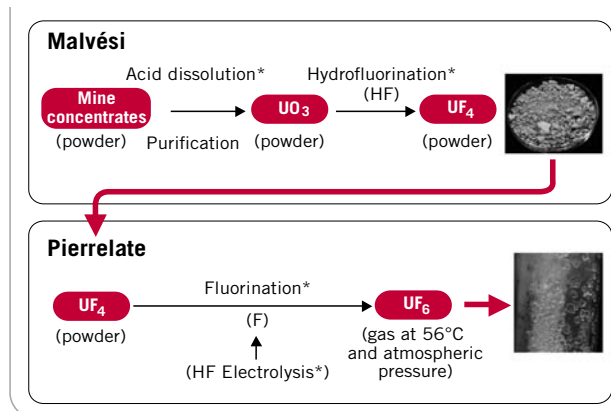 Malvési
Acid dissolution*
Hydrofluorination*
Mine
concentrates
UO3
(HF)
UF4
(powder)
Purification
(powder)
(powder)
Pierrelate
Fluorination*
UF4
UF6
(powder)
(F)
(gas at 56°C
and atmospheric
pressure)
(HF Electrolysis*)